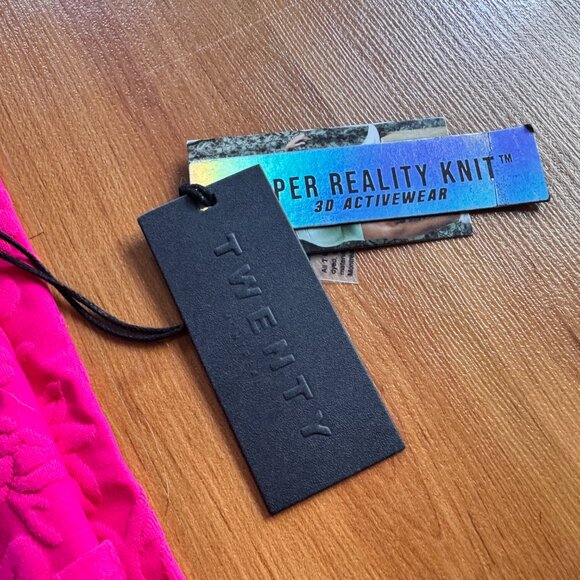 PER REALITY KNIT™
3D ACTIVEWEAR
TWENTY